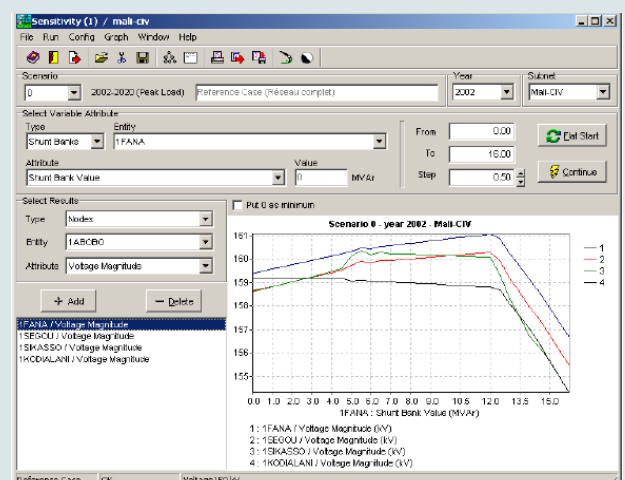 Sensitivity (1) / mali-civ
File Run Config Graph Window Help
Scenario
Year
Subnet
0
2002-2020 (Peak Load)
Reference Case (Réseau complet)
2002
Mali-CIV
Select Variable Attribute
Type
Entity
Shunt Banks
1FANA
Attribute
Value
Shunt Bank Value
0
MVAr
From 0.00
To 16.00
Step 0.50
Flat Start
Continue
Select Results
Type Nodes
Entity 1ABOBO
Attribute Voltage Magnitude
Add
Delete
1FANA / Voltage Magnitude
1SEGOU / Voltage Magnitude
1SIKASSO / Voltage Magnitude
1KODIALANI / Voltage Magnitude
Put 0 as minimum
Scenario 0 - year 2002 - Mali-CIV
161
160
159
158
157
156
155
1
2
3
4
0.0 1.0 2.0 3.0 4.0 5.0 6.0 7.0 8.0 9.0 10.5 12.0 13.5 15.0
1FANA : Shunt Bank Value (MVAr)
1 : 1FANA / Voltage Magnitude (kV)
2 : 1SEGOU / Voltage Magnitude (kV)
3 : 1SIKASSO / Voltage Magnitude (kV)
4 : 1KODIALANI / Voltage Magnitude (kV)
Reference Case
OK